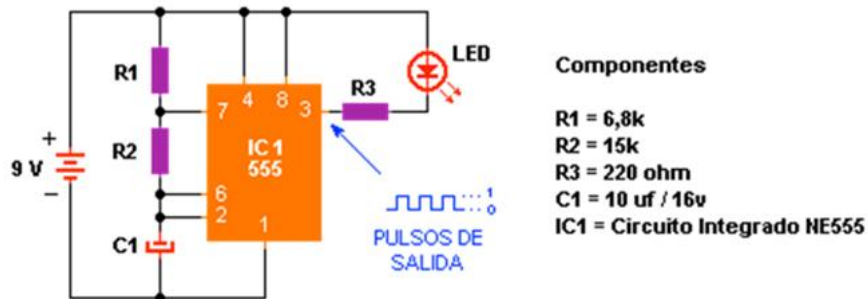 LED
R1
R3
7
4
8
3
+
9 V
−
R2
IC 1
555
6
2
1
C1
1
0
PULSOS DE
SALIDA
Componentes
R1 = 6,8k
R2 = 15k
R3 = 220 ohm
C1 = 10 uf / 16v
IC1 = Circuito Integrado NE555